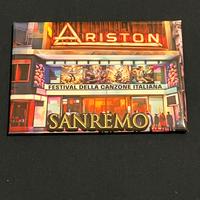 ARISTON
FESTIVAL DELLA CANZONE ITALIANA
SANREMO